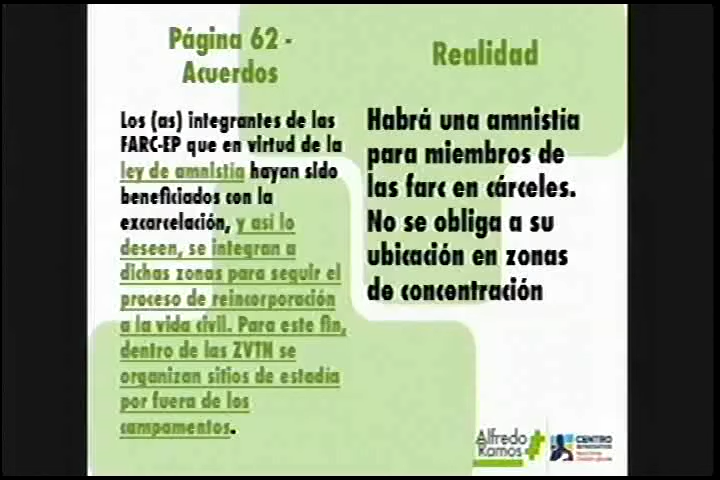 Página 62 -
Acuerdos
Los (as) integrantes de las
FARC-EP que en virtud de la
ley de amnistia hayan sido
beneficiados con la
excarcelación, y así lo
deseen, se integran a
dichas zonas para seguir el
proceso de reincorporación
a la vida civil. Para este fin,
dentro de las ZVTN se
organizan sitios de estadía
por fuera de los
campamentos.
Realidad
Habrá una amnistía
para miembros de
las farc en cárceles.
No se obliga a su
ubicación en zonas
de concentración
Alfredo
Ramos
CENTRO